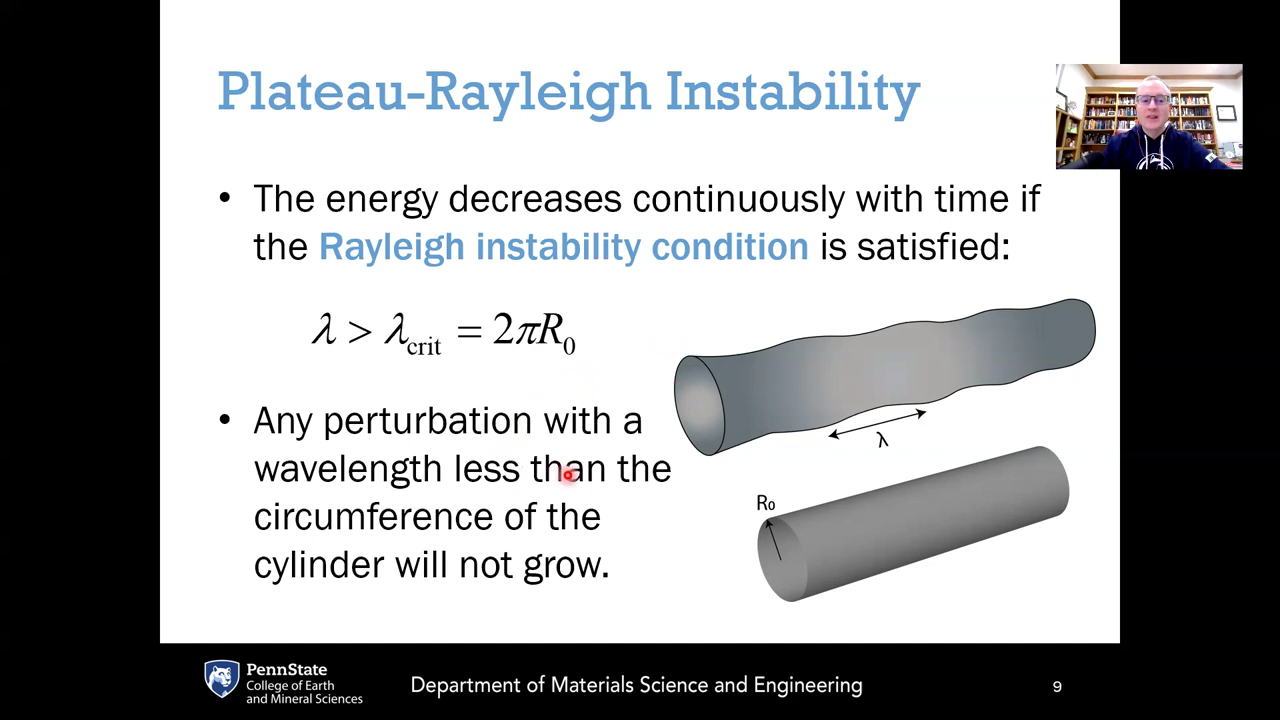 Plateau-Rayleigh Instability
• The energy decreases continuously with time if
the Rayleigh instability condition is satisfied:
λ > λcrit = 2πR0
• Any perturbation with a
wavelength less than the
circumference of the
cylinder will not grow.
λ
R0
PennState
College of Earth
and Mineral Sciences
Department of Materials Science and Engineering
9